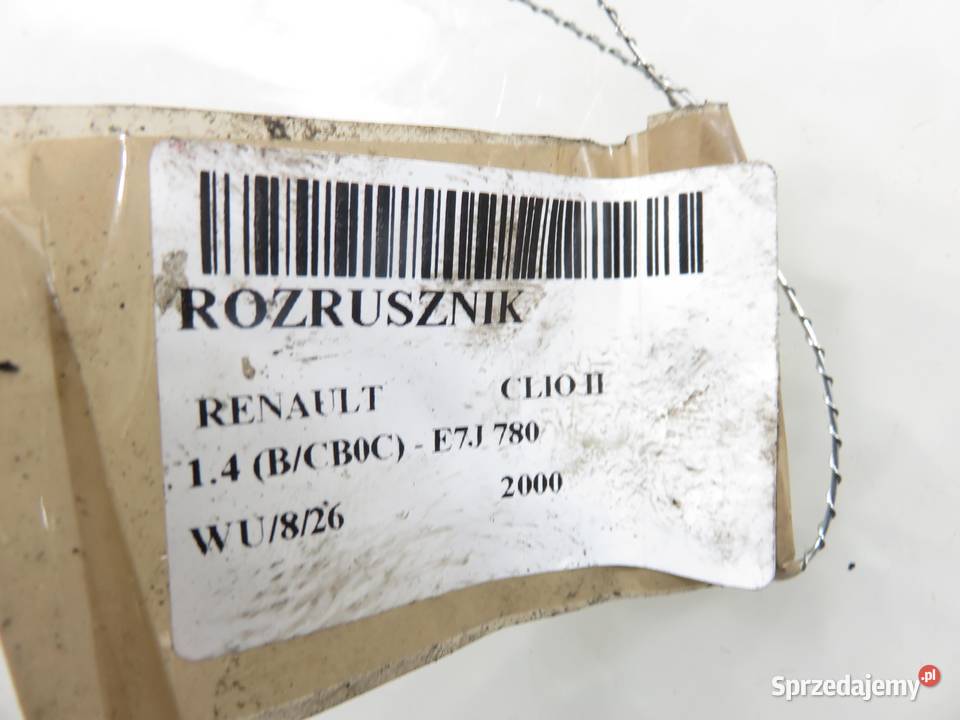 ROZRUSZNIK
RENAULT CLIO II
1.4 (B/CB0C) - E7J 780
2000
WU/8/26
Sprzedajemy.pl